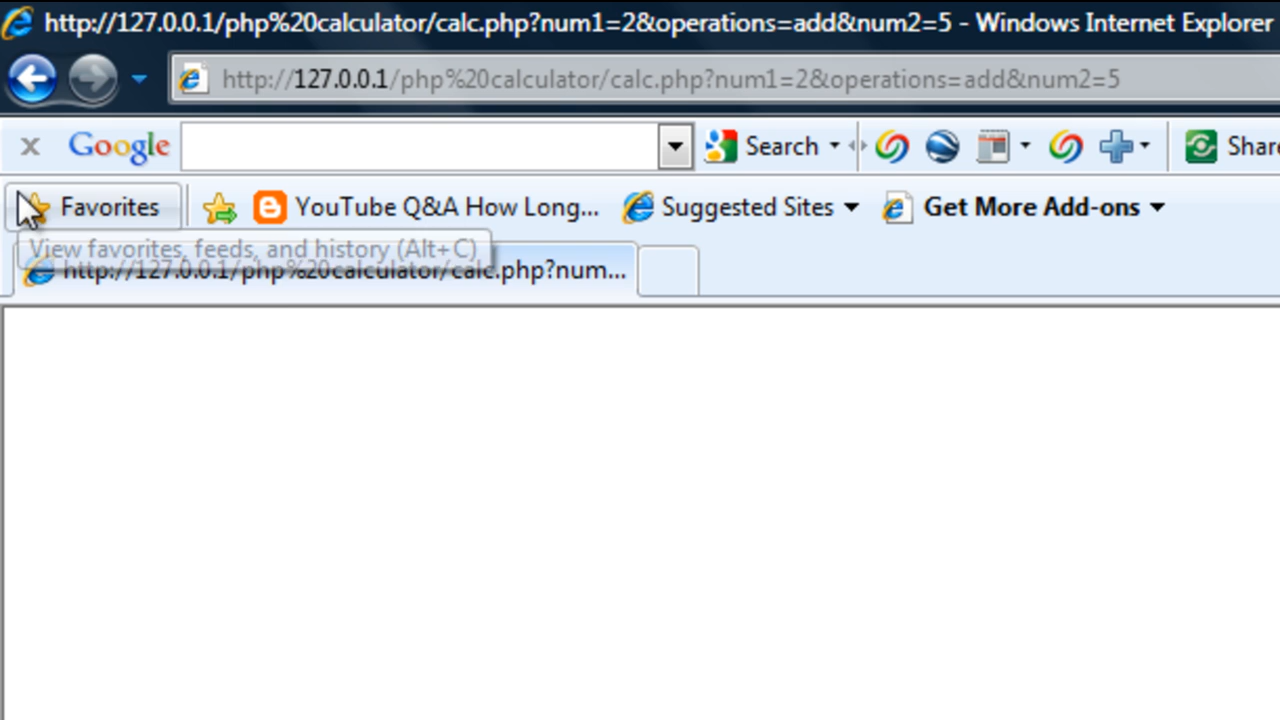 http://127.0.0.1/php%20calculator/calc.php?num1=2&operations=add&num2=5 - Windows Internet Explorer
http://127.0.0.1/php%20calculator/calc.php?num1=2&operations=add&num2=5
x Google Search Share
Favorites YouTube Q&A How Long... Suggested Sites Get More Add-ons
View favorites, feeds, and history (Alt+C)
http://127.0.0.1/php%20calculator/calc.php?num...